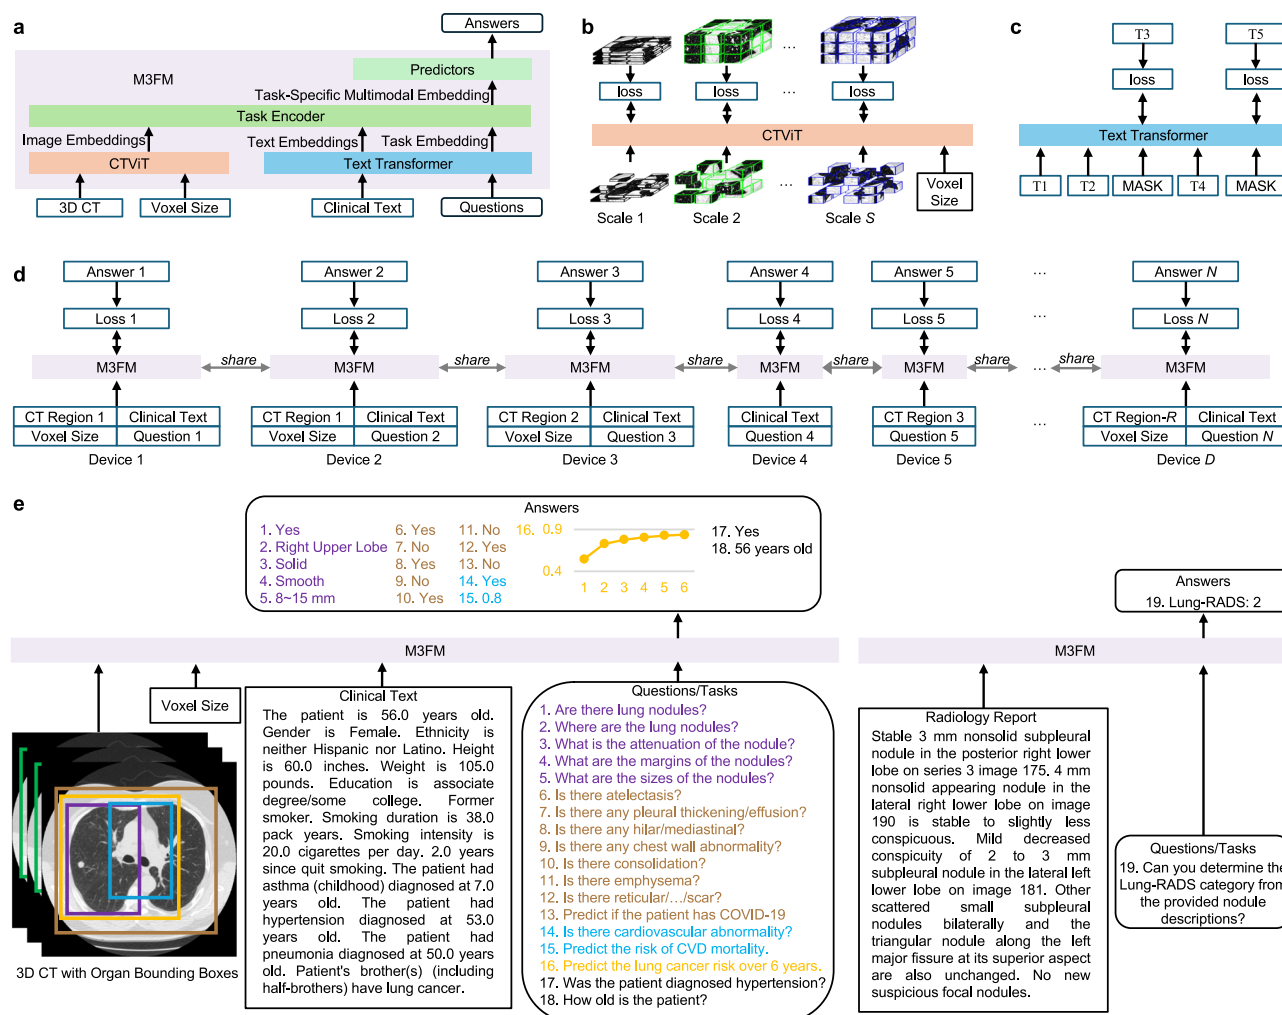 a
Answers
M3FM
Predictors
Task-Specific Multimodal Embedding
Task Encoder
Image Embeddings
Text Embeddings
Task Embedding
CTViT
Text Transformer
3D CT
Voxel Size
Clinical Text
Questions
b
...
loss
loss
...
loss
CTViT
...
Voxel
Size
Scale 1
Scale 2
Scale S
c
T3
T5
loss
loss
Text Transformer
T1
T2
MASK
T4
MASK
d
Answer 1
Answer 2
Answer 3
Answer 4
Answer 5
...
Answer N
Loss 1
Loss 2
Loss 3
Loss 4
Loss 5
...
Loss N
M3FM
share
M3FM
share
M3FM
share
M3FM
share
M3FM
share
...
share
M3FM
CT Region 1
Clinical Text
Voxel Size
Question 1
Device 1
CT Region 1
Clinical Text
Voxel Size
Question 2
Device 2
CT Region 2
Clinical Text
Voxel Size
Question 3
Device 3
Clinical Text
Question 4
Device 4
CT Region 3
Question 5
Device 5
...
CT Region-R
Clinical Text
Voxel Size
Question N
Device D
e
Answers
1. Yes
2. Right Upper Lobe
3. Solid
4. Smooth
5. 8~15 mm
6. Yes
7. No
8. Yes
9. No
10. Yes
11. No
12. Yes
13. No
14. Yes
15. 0.8
16.
0.9
0.4
1 2 3 4 5 6
17. Yes
18. 56 years old
M3FM
Voxel Size
3D CT with Organ Bounding Boxes
Clinical Text
The patient is 56.0 years old.
Gender is Female. Ethnicity is
neither Hispanic nor Latino. Height
is 60.0 inches. Weight is 105.0
pounds. Education is associate
degree/some college. Former
smoker. Smoking duration is 38.0
pack years. Smoking intensity is
20.0 cigarettes per day. 2.0 years
since quit smoking. The patient had
asthma (childhood) diagnosed at 7.0
years old. The patient had
hypertension diagnosed at 53.0
years old. The patient had
pneumonia diagnosed at 50.0 years
old. Patient's brother(s) (including
half-brothers) have lung cancer.
Questions/Tasks
1. Are there lung nodules?
2. Where are the lung nodules?
3. What is the attenuation of the nodule?
4. What are the margins of the nodules?
5. What are the sizes of the nodules?
6. Is there atelectasis?
7. Is there any pleural thickening/effusion?
8. Is there any hilar/mediastinal?
9. Is there any chest wall abnormality?
10. Is there consolidation?
11. Is there emphysema?
12. Is there reticular/.../scar?
13. Predict if the patient has COVID-19
14. Is there cardiovascular abnormality?
15. Predict the risk of CVD mortality.
16. Predict the lung cancer risk over 6 years.
17. Was the patient diagnosed hypertension?
18. How old is the patient?
Answers
19. Lung-RADS: 2
M3FM
Radiology Report
Stable 3 mm nonsolid subpleural
nodule in the posterior right lower
lobe on series 3 image 175. 4 mm
nonsolid appearing nodule in the
lateral right lower lobe on image
190 is stable to slightly less
conspicuous. Mild decreased
conspicuity of 2 to 3 mm
subpleural nodule in the lateral left
lower lobe on image 181. Other
scattered small subpleural
nodules bilaterally and the
triangular nodule along the left
major fissure at its superior aspect
are also unchanged. No new
suspicious focal nodules.
Questions/Tasks
19. Can you determine the
Lung-RADS category from
the provided nodule
descriptions?